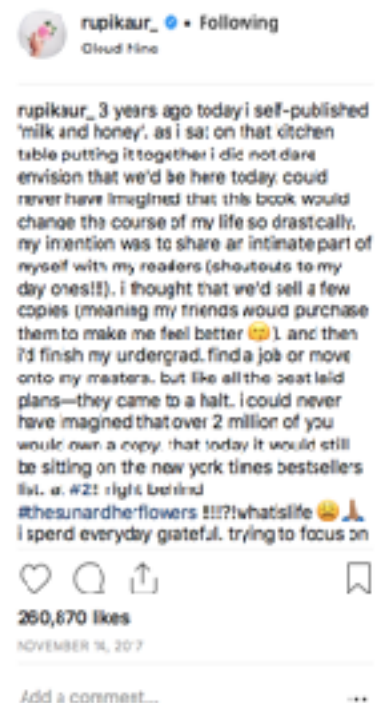 rupikaur_ • Following
Cloud Nine
rupikaur_ 3 years ago today i self-published
'milk and honey'. as i sat on that kitchen
table putting it together i did not dare
envision that we'd be here today. could
never have imagined that this book would
change the course of my life so drastically.
my intention was to share an intimate part of
myself with my readers (shoutouts to my
day ones!!!). i thought that we'd sell a few
copies (meaning my friends would purchase
them to make me feel better 😊). and then
i'd finish my undergrad. find a job or move
onto my masters. but like all the best laid
plans—they came to a halt. i could never
have imagined that over 2 million of you
would own a copy. that today it would still
be sitting on the new york times bestsellers
list. at #2! right behind
#thesunandherflowers !!!?!whatislife 😩🙏🏽
i spend everyday grateful. trying to focus on
260,870 likes
NOVEMBER 14, 2017
Add a comment...